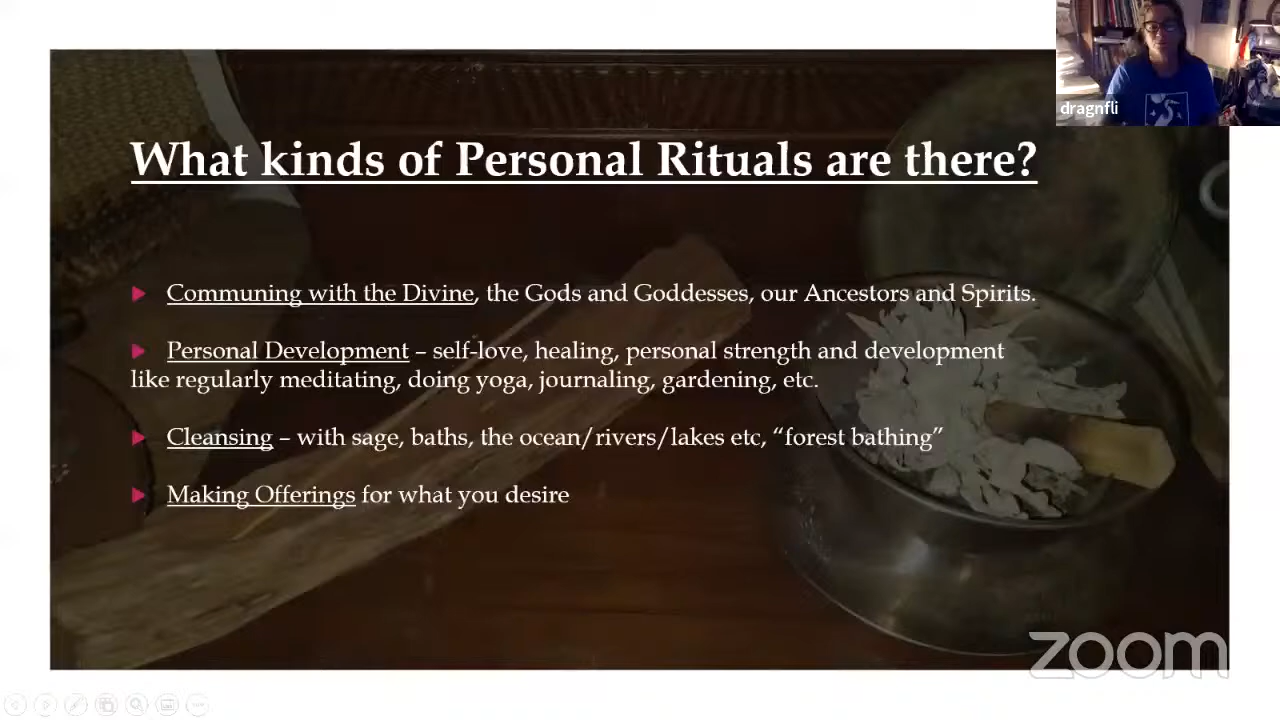 dragnfli
What kinds of Personal Rituals are there?
Communing with the Divine, the Gods and Goddesses, our Ancestors and Spirits.
Personal Development – self-love, healing, personal strength and development
like regularly meditating, doing yoga, journaling, gardening, etc.
Cleansing – with sage, baths, the ocean/rivers/lakes etc, “forest bathing”
Making Offerings for what you desire
zoom